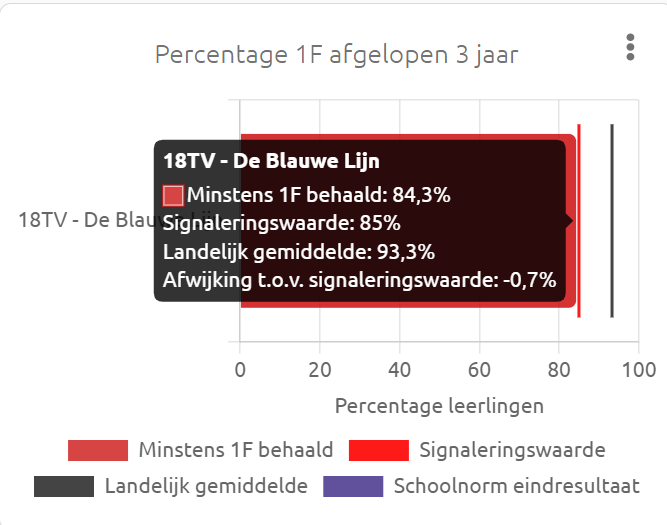 Percentage 1F afgelopen 3 jaar
18TV - De Blauwe Lijn
Minstens 1F behaald: 84,3%
Signaleringswaarde: 85%
Landelijk gemiddelde: 93,3%
Afwijking t.o.v. signaleringswaarde: -0,7%
18TV - De Blauwe Lijn
0 20 40 60 80 100
Percentage leerlingen
Minstens 1F behaald Signaleringswaarde
Landelijk gemiddelde Schoolnorm eindresultaat